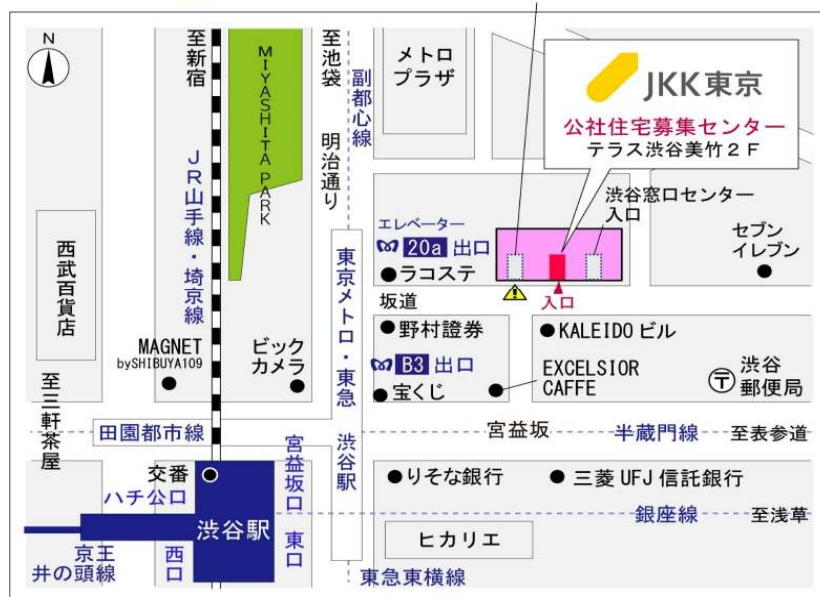 N
至新宿
MIYASHITA PARK
至池袋
明治通り
副都心線
メトロ
プラザ
JKK東京
公社住宅募集センター
テラス渋谷美竹2F
JR山手線・埼京線
渋谷窓口センター
入口
エレベーター
20a 出口
ラコステ
セブン
イレブン
西武百貨店
入口
坂道
東京メトロ・東急
渋谷駅
野村證券
KALEIDO ビル
MAGNET
bySHIBUYA109
ビック
カメラ
B3 出口
宝くじ
EXCELSIOR
CAFFE
〒
渋谷
郵便局
至三軒茶屋
田園都市線
宮益坂
半蔵門線
至表参道
交番
ハチ公口
宮益坂口
りそな銀行
三菱 UFJ 信託銀行
渋谷駅
銀座線
至浅草
京王
井の頭線
西口
東口
ヒカリエ
東急東横線